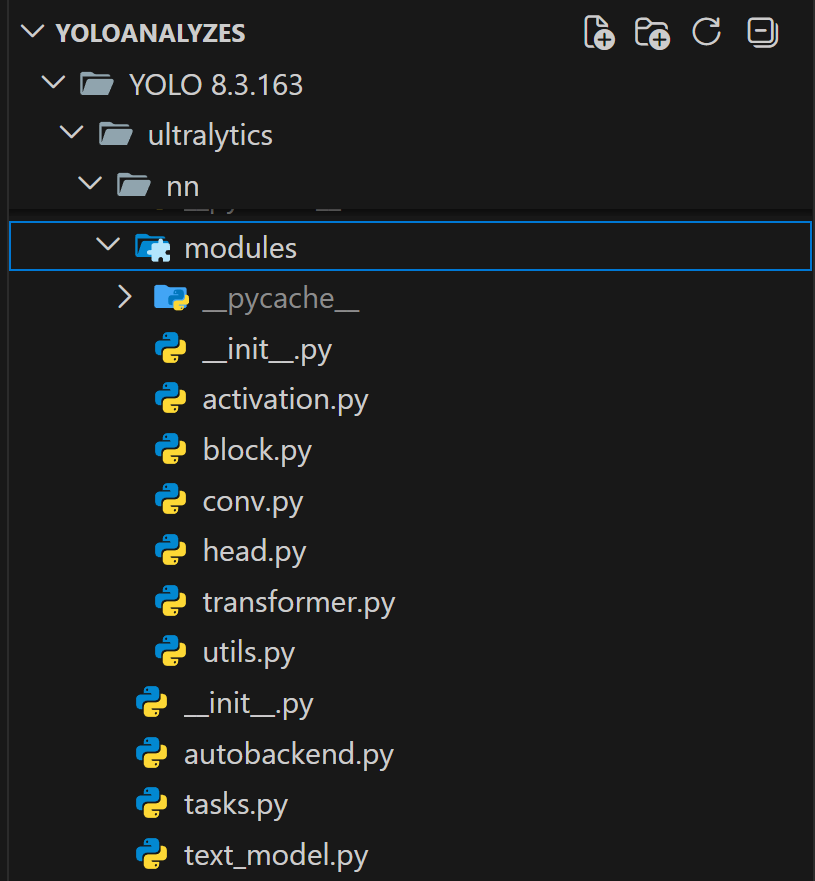 YOLOANALYZES
YOLO 8.3.163
ultralytics
nn
modules
__pycache__
__init__.py
activation.py
block.py
conv.py
head.py
transformer.py
utils.py
__init__.py
autobackend.py
tasks.py
text_model.py